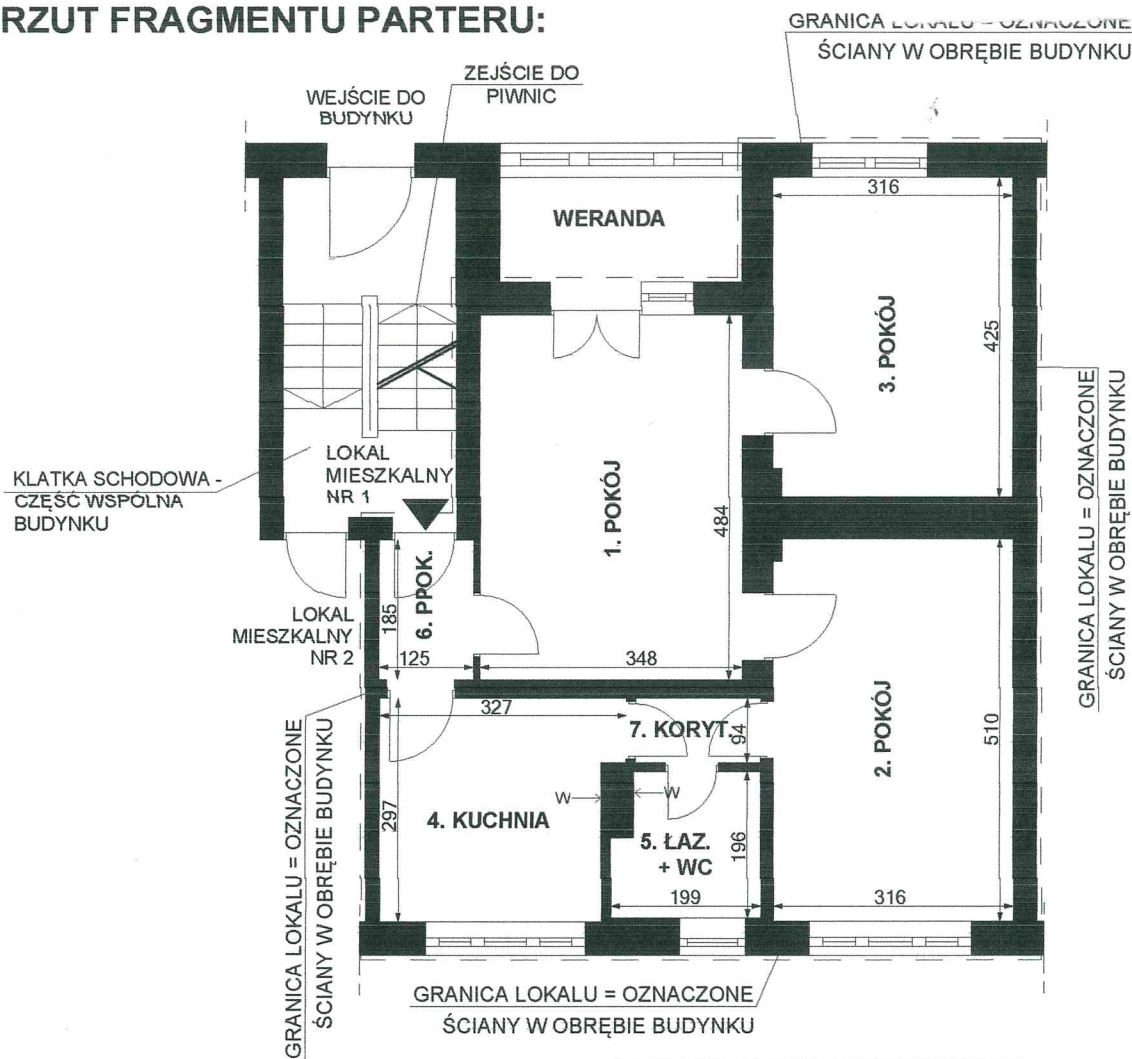 RZUT FRAGMENTU PARTERU:
GRANICA LOKALU = OZNACZONE
ŚCIANY W OBRĘBIE BUDYNKU
ZEJŚCIE DO
PIWNIC
WEJŚCIE DO
BUDYNKU
WERANDA
316
425
3. POKÓJ
KLATKA SCHODOWA -
CZĘŚĆ WSPÓLNA
BUDYNKU
LOKAL
MIESZKALNY
NR 1
1. POKÓJ
484
348
6. PPOK.
185
125
LOKAL
MIESZKALNY
NR 2
GRANICA LOKALU = OZNACZONE
ŚCIANY W OBRĘBIE BUDYNKU
327
7. KORYT.
94
2. POKÓJ
510
316
297
4. KUCHNIA
W
W
5. ŁAZ.
+ WC
196
199
GRANICA LOKALU = OZNACZONE
ŚCIANY W OBRĘBIE BUDYNKU
GRANICA LOKALU = OZNACZONE
ŚCIANY W OBRĘBIE BUDYNKU